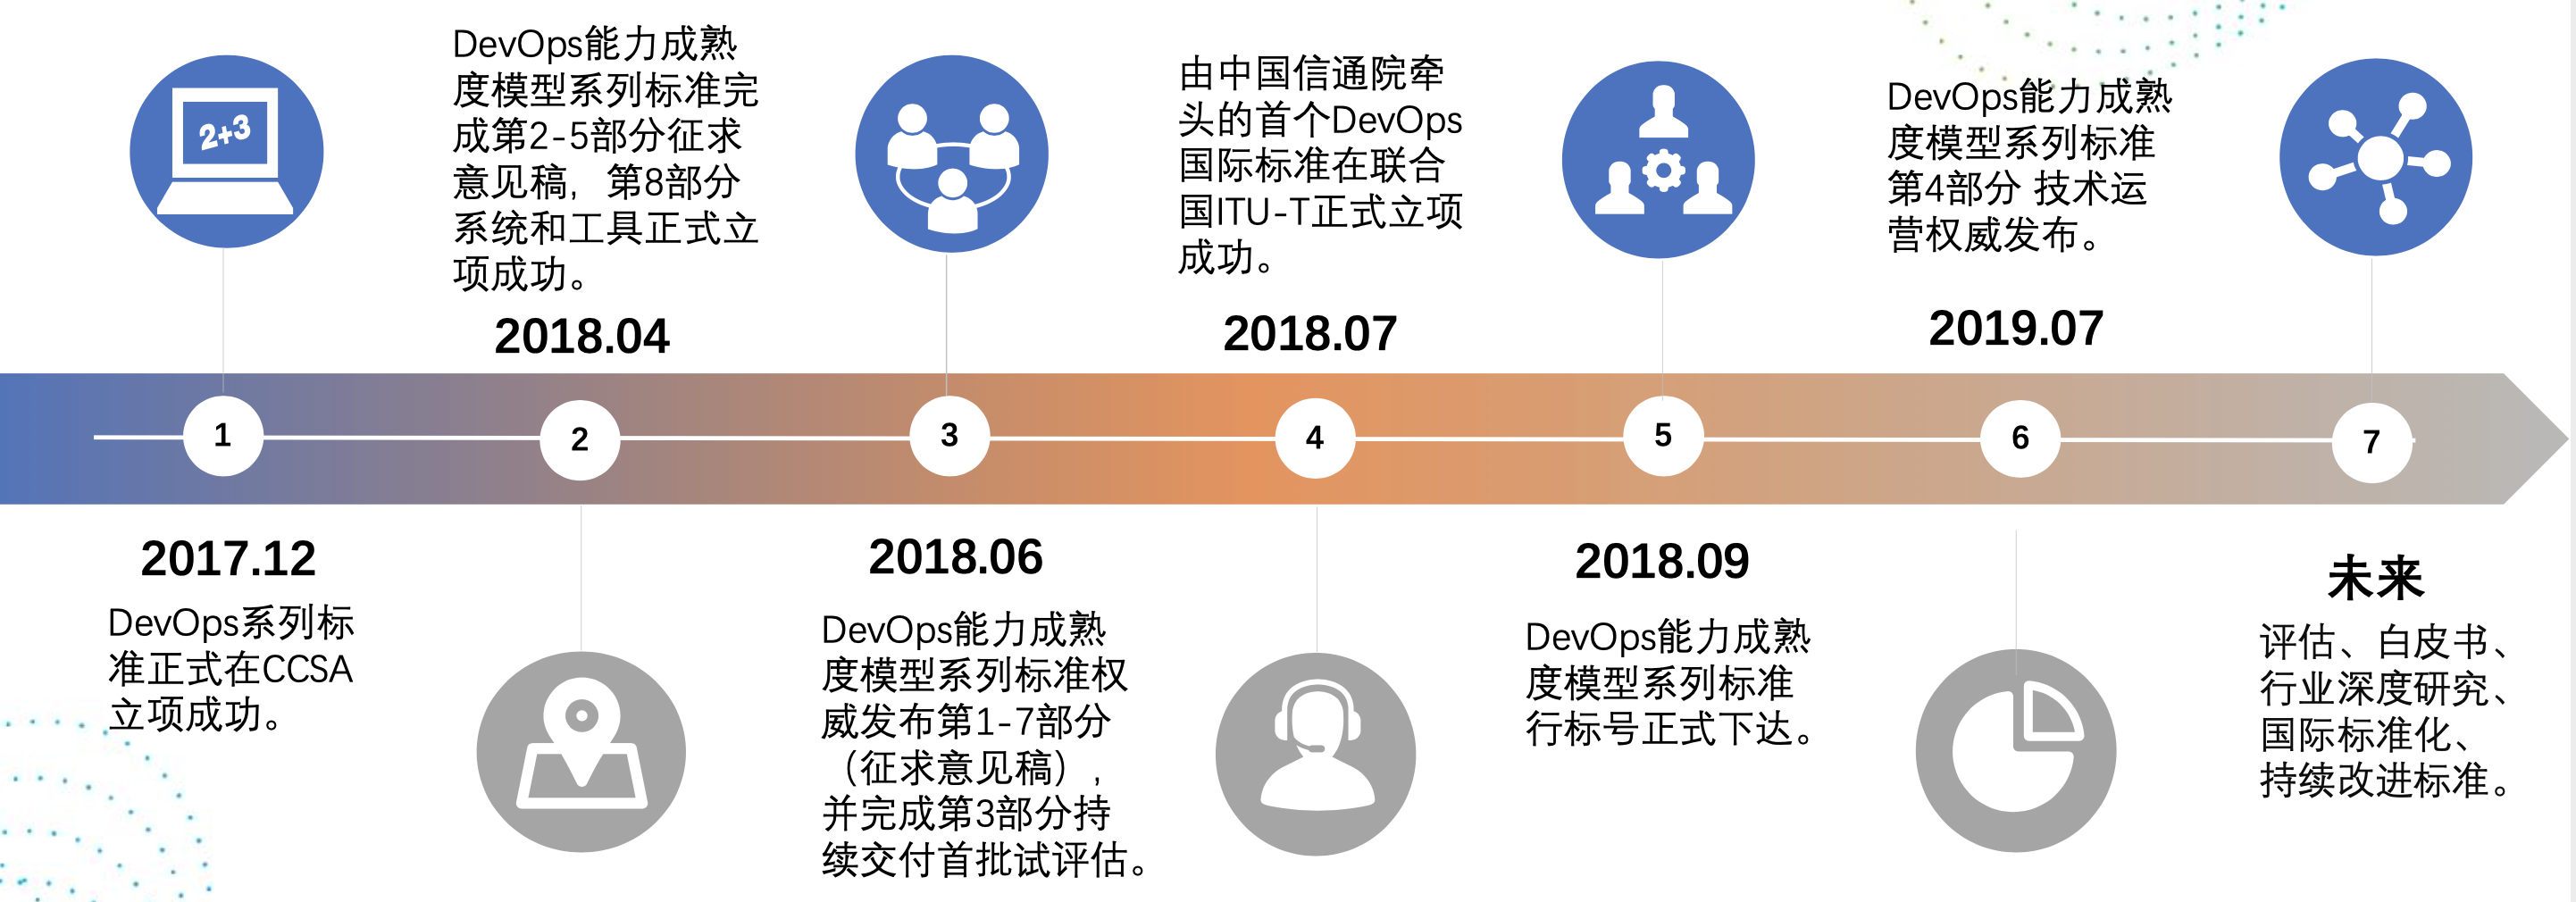 2+3
1
2017.12
DevOps系列标
准正式在CCSA
立项成功。
DevOps能力成熟
度模型系列标准完
成第2-5部分征求
意见稿，第8部分
系统和工具正式立
项成功。
2018.04
2
3
2018.06
DevOps能力成熟
度模型系列标准权
威发布第1-7部分
（征求意见稿），
并完成第3部分持
续交付首批试评估。
由中国信通院牵
头的首个DevOps
国际标准在联合
国ITU-T正式立项
成功。
2018.07
4
5
2018.09
DevOps能力成熟
度模型系列标准
行标号正式下达。
DevOps能力成熟
度模型系列标准
第4部分 技术运
营权威发布。
2019.07
6
7
未来
评估、白皮书、
行业深度研究、
国际标准化、
持续改进标准。